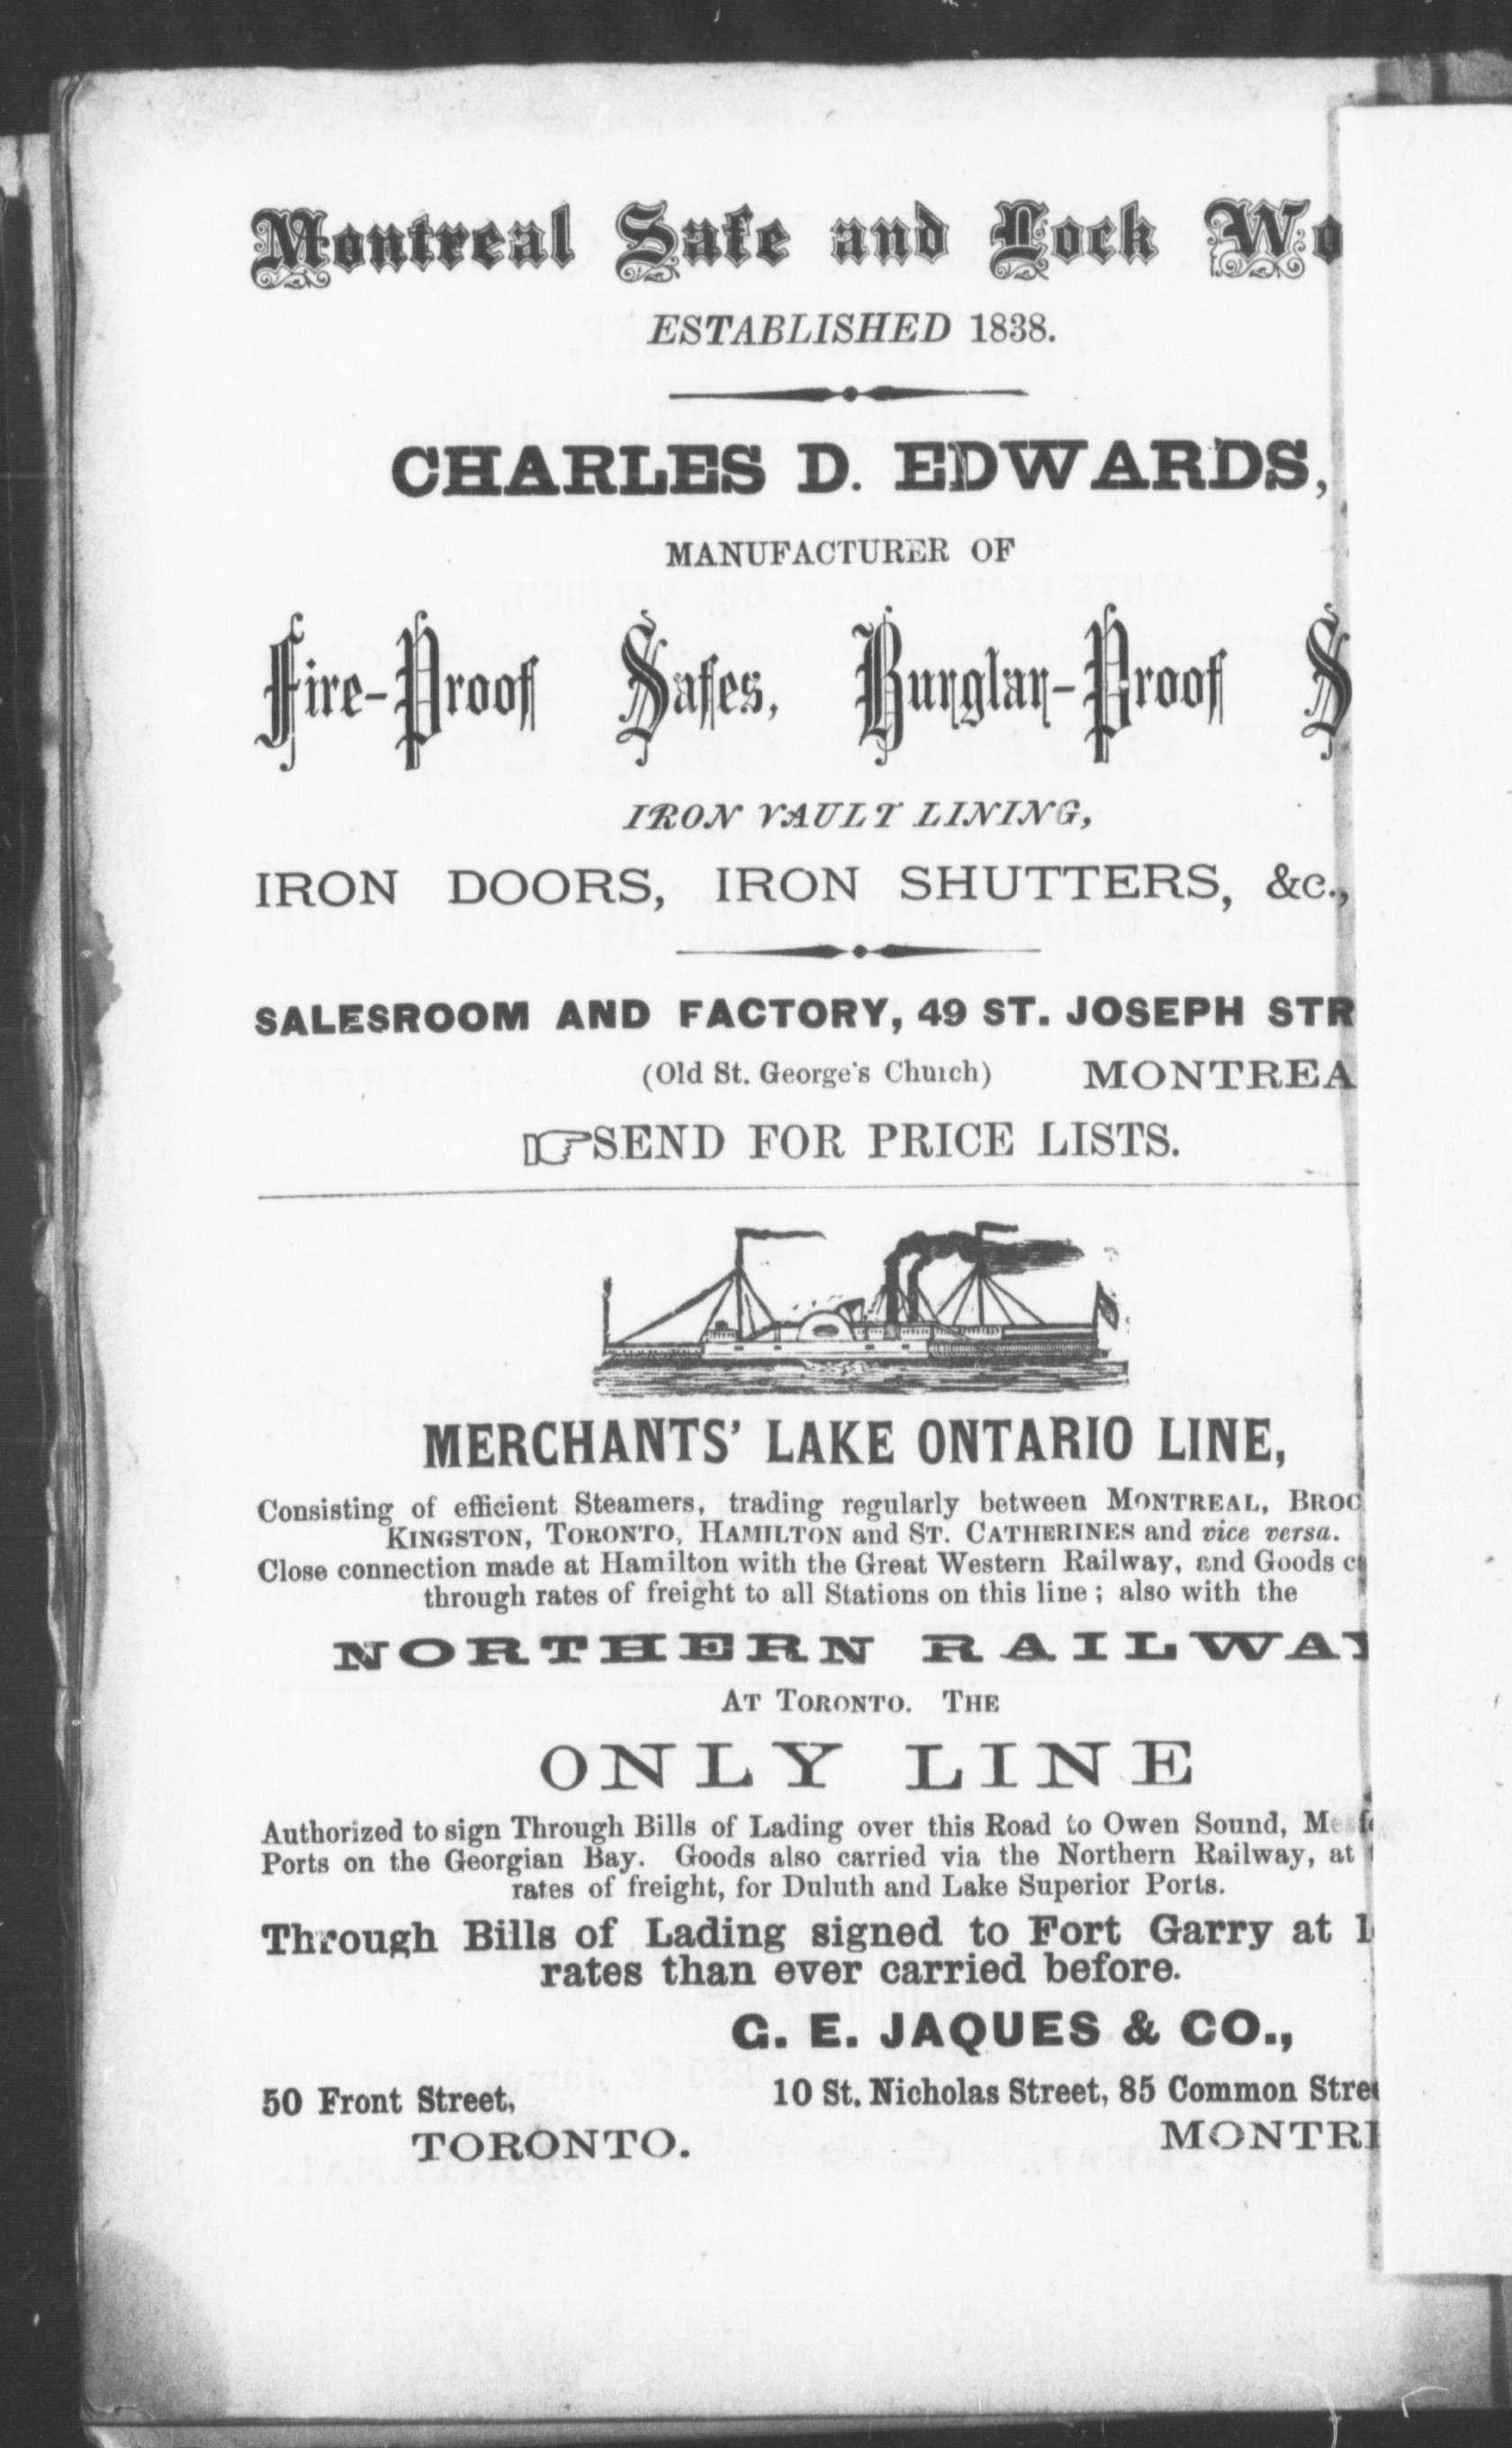 Montreal Safe and Lock Wo
ESTABLISHED 1838.
CHARLES D. EDWARDS,
MANUFACTURER OF
Fire-Proof Safes, Burglar-Proof S
IRON VAULT LINING,
IRON DOORS, IRON SHUTTERS, &c.,
SALESROOM AND FACTORY, 49 ST. JOSEPH STR
(Old St. George's Church) MONTREA
☞SEND FOR PRICE LISTS.
MERCHANTS' LAKE ONTARIO LINE,
Consisting of efficient Steamers, trading regularly between MONTREAL, BROC
KINGSTON, TORONTO, HAMILTON and ST. CATHERINES and vice versa.
Close connection made at Hamilton with the Great Western Railway, and Goods c
through rates of freight to all Stations on this line; also with the
NORTHERN RAILWAY
AT TORONTO. THE
ONLY LINE
Authorized to sign Through Bills of Lading over this Road to Owen Sound, Meaf
Ports on the Georgian Bay. Goods also carried via the Northern Railway, at
rates of freight, for Duluth and Lake Superior Ports.
Through Bills of Lading signed to Fort Garry at l
rates than ever carried before.
G. E. JAQUES & CO.,
50 Front Street, 10 St. Nicholas Street, 85 Common Stre
TORONTO. MONTR